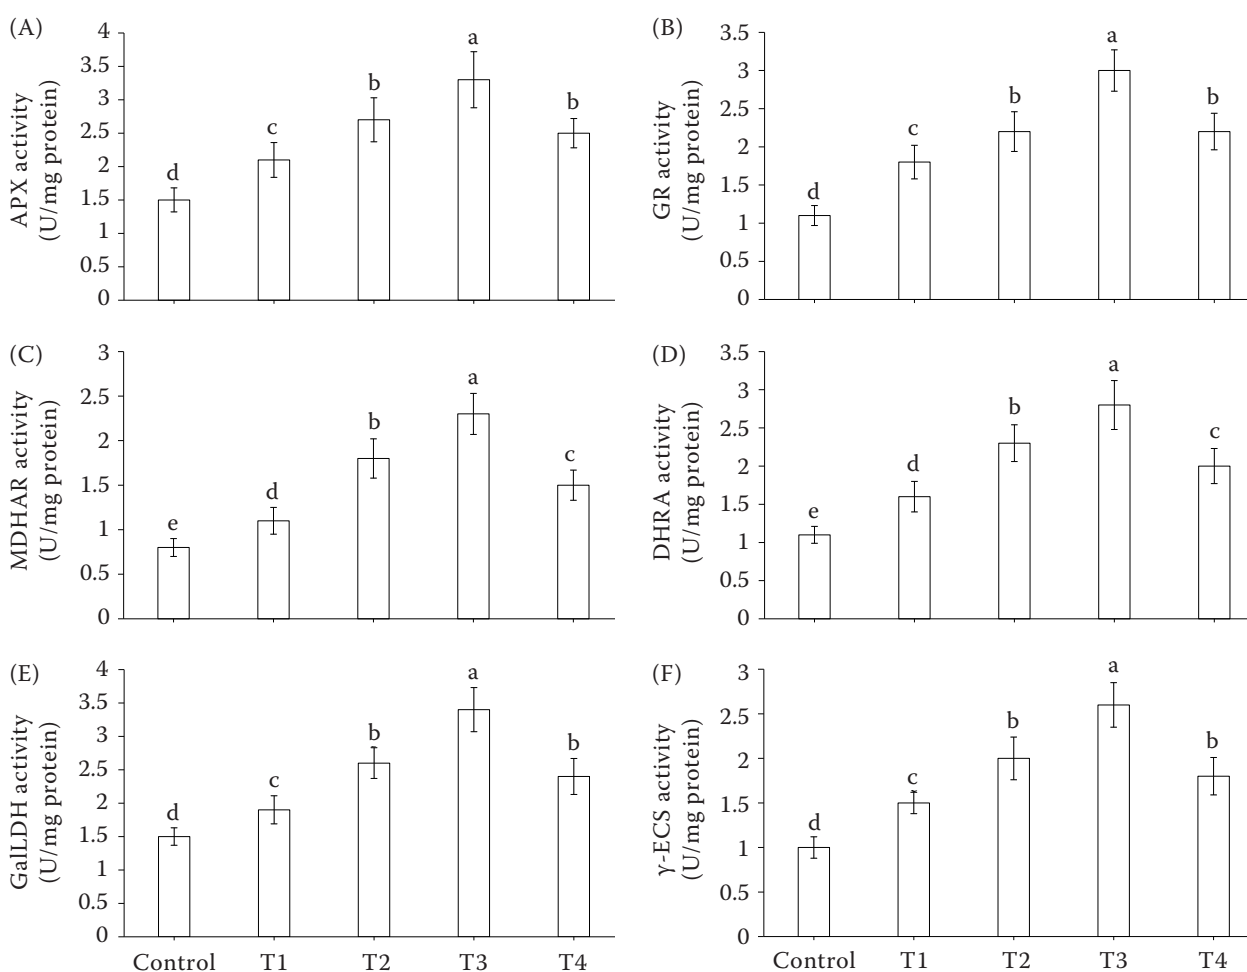 (A)
APX activity
(U/mg protein)
4
3.5
3
2.5
2
1.5
1
0.5
0
d
c
b
a
b
(B)
GR activity
(U/mg protein)
3.5
3
2.5
2
1.5
1
0.5
0
d
c
b
a
b
(C)
MDHAR activity
(U/mg protein)
3
2.5
2
1.5
1
0.5
0
e
d
b
a
c
(D)
DHRA activity
(U/mg protein)
3.5
3
2.5
2
1.5
1
0.5
0
e
d
b
a
c
(E)
GalLDH activity
(U/mg protein)
4
3.5
3
2.5
2
1.5
1
0.5
0
d
c
b
a
b
Control T1 T2 T3 T4
(F)
γ-ECS activity
(U/mg protein)
3
2.5
2
1.5
1
0.5
0
d
c
b
a
b
Control T1 T2 T3 T4